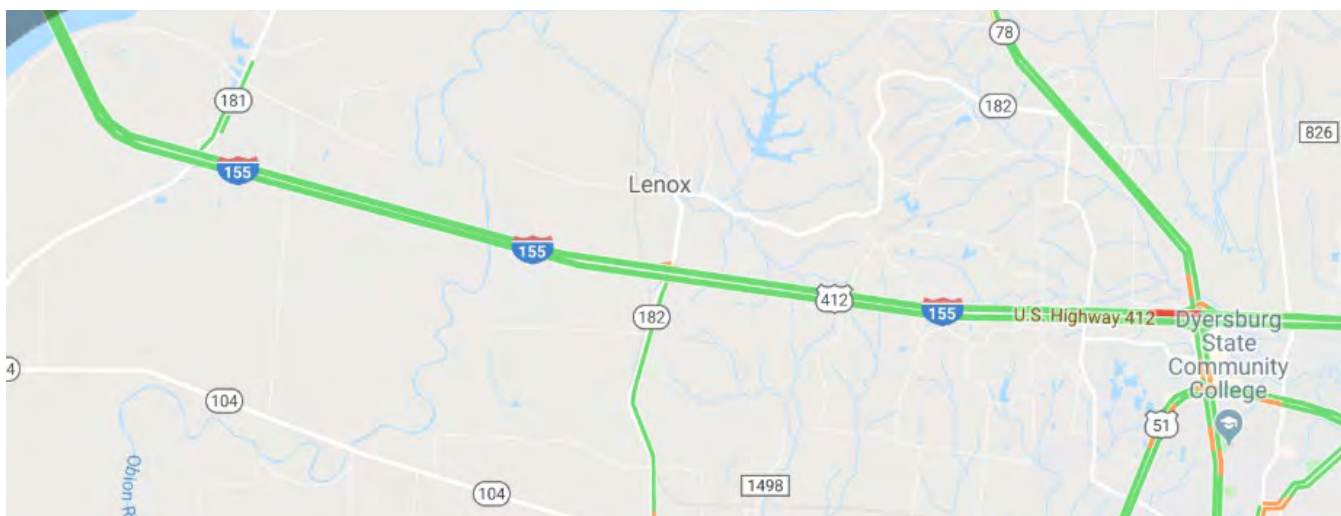 78
181
182
826
155
Lenox
155
182
412
155
U.S. Highway 412
Dyersburg
State
Community
College
4
104
51
Obion R
104
1498